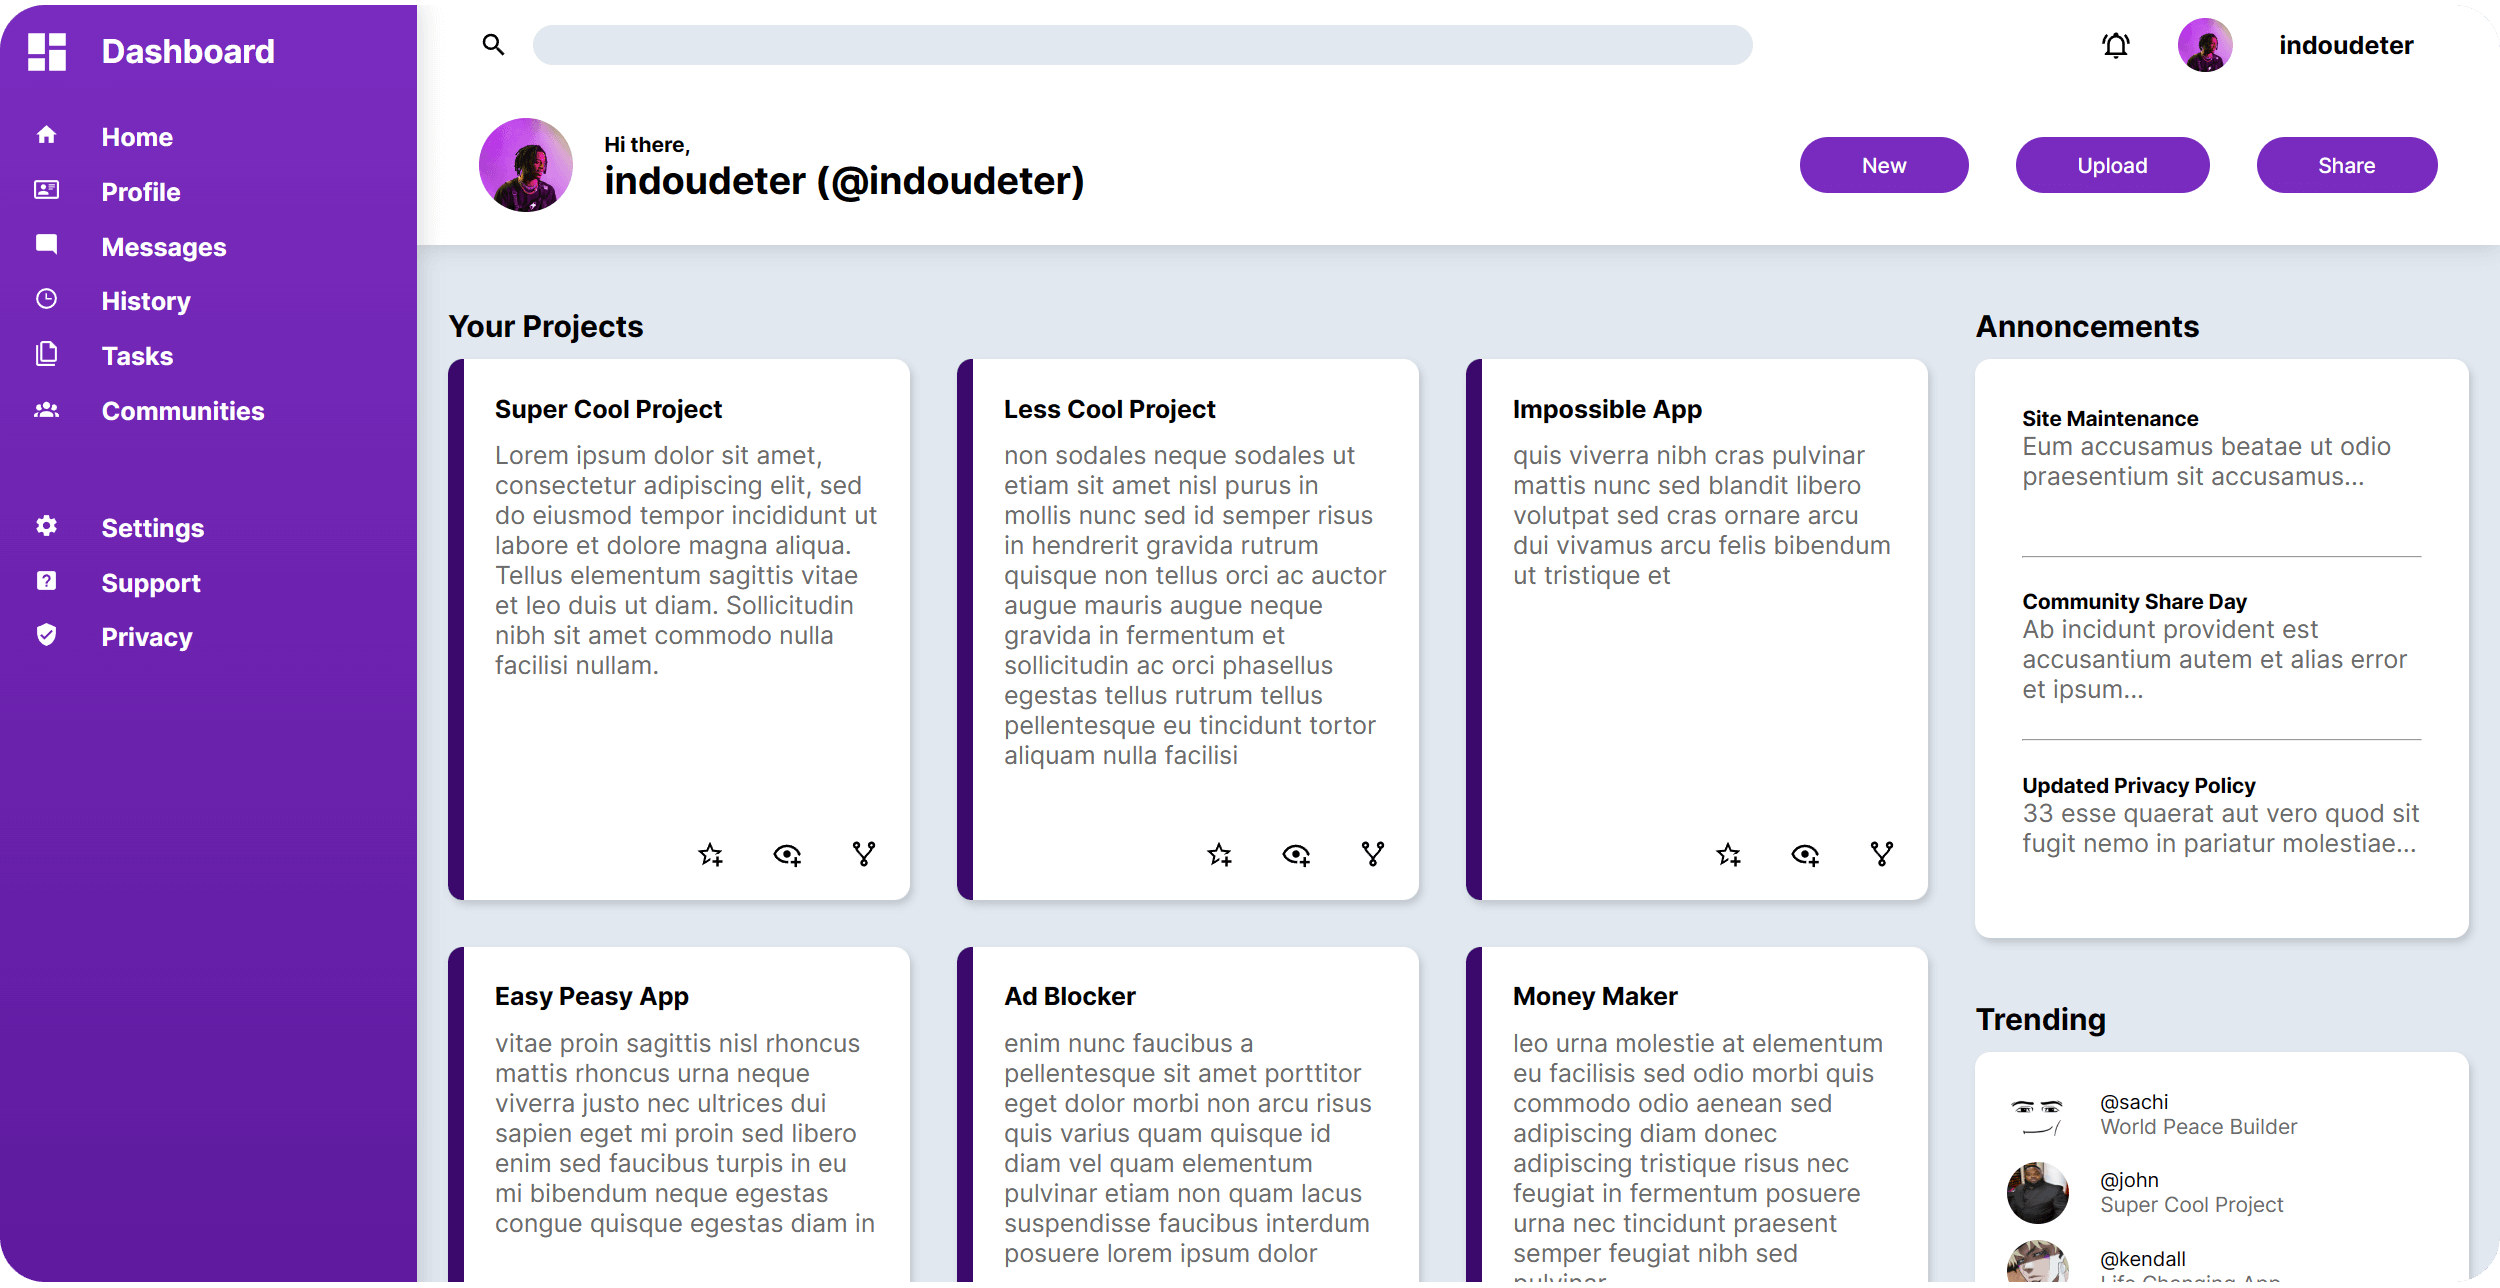 Dashboard
Home
Profile
Messages
History
Tasks
Communities
Settings
Support
Privacy
indoudeter
Hi there,
indoudeter (@indoudeter)
New
Upload
Share
Your Projects
Super Cool Project
Lorem ipsum dolor sit amet,
consectetur adipiscing elit, sed
do eiusmod tempor incididunt ut
labore et dolore magna aliqua.
Tellus elementum sagittis vitae
et leo duis ut diam. Sollicitudin
nibh sit amet commodo nulla
facilisi nullam.
Less Cool Project
non sodales neque sodales ut
etiam sit amet nisl purus in
mollis nunc sed id semper risus
in hendrerit gravida rutrum
quisque non tellus orci ac auctor
augue mauris augue neque
gravida in fermentum et
sollicitudin ac orci phasellus
egestas tellus rutrum tellus
pellentesque eu tincidunt tortor
aliquam nulla facilisi
Impossible App
quis viverra nibh cras pulvinar
mattis nunc sed blandit libero
volutpat sed cras ornare arcu
dui vivamus arcu felis bibendum
ut tristique et
Easy Peasy App
vitae proin sagittis nisl rhoncus
mattis rhoncus urna neque
viverra justo nec ultrices dui
sapien eget mi proin sed libero
enim sed faucibus turpis in eu
mi bibendum neque egestas
congue quisque egestas diam in
Ad Blocker
enim nunc faucibus a
pellentesque sit amet porttitor
eget dolor morbi non arcu risus
quis varius quam quisque id
diam vel quam elementum
pulvinar etiam non quam lacus
suspendisse faucibus interdum
posuere lorem ipsum dolor
Money Maker
leo urna molestie at elementum
eu facilisis sed odio morbi quis
commodo odio aenean sed
adipiscing diam donec
adipiscing tristique risus nec
feugiat in fermentum posuere
urna nec tincidunt praesent
semper feugiat nibh sed
pulvinar
Annoncements
Site Maintenance
Eum accusamus beatae ut odio
praesentium sit accusamus...
Community Share Day
Ab incidunt provident est
accusantium autem et alias error
et ipsum...
Updated Privacy Policy
33 esse quaerat aut vero quod sit
fugit nemo in pariatur molestiae...
Trending
@sachi
World Peace Builder
@john
Super Cool Project
@kendall
Life Changing App